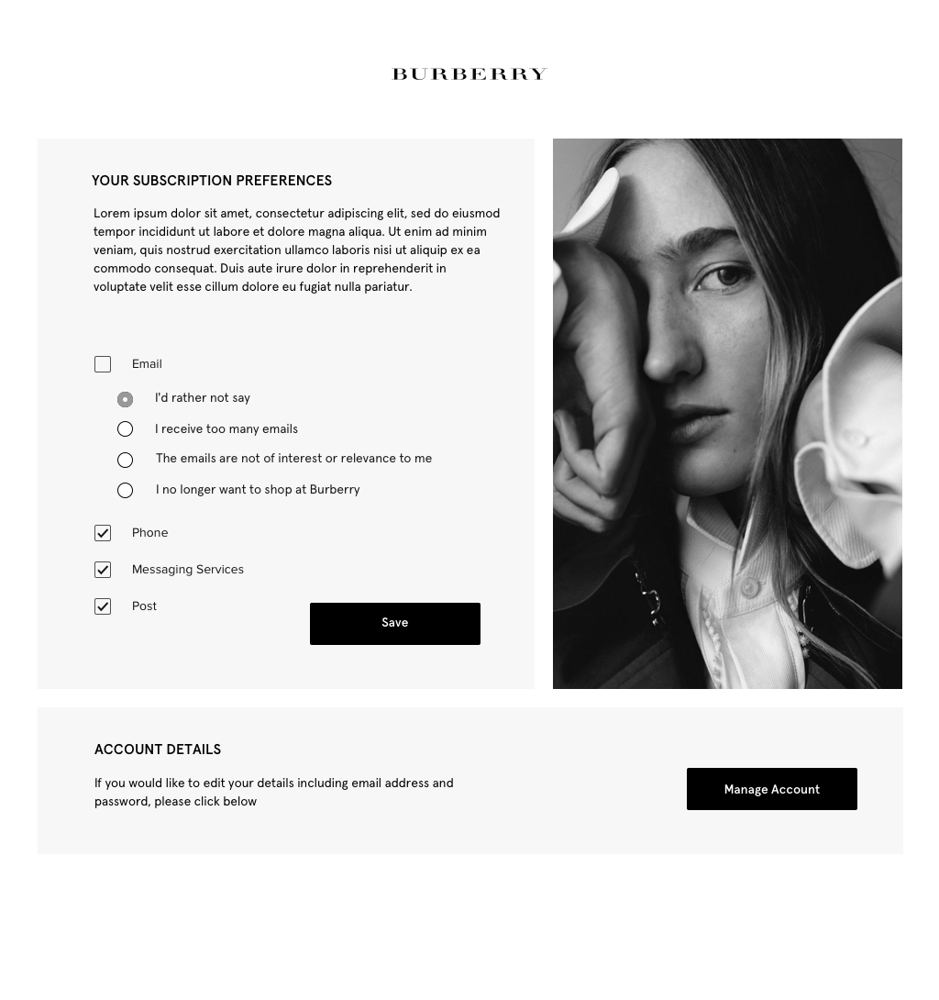 BURBERRY
YOUR SUBSCRIPTION PREFERENCES
Lorem ipsum dolor sit amet, consectetur adipiscing elit, sed do eiusmod
tempor incididunt ut labore et dolore magna aliqua. Ut enim ad minim
veniam, quis nostrud exercitation ullamco laboris nisi ut aliquip ex ea
commodo consequat. Duis aute irure dolor in reprehenderit in
voluptate velit esse cillum dolore eu fugiat nulla pariatur.
Email
I'd rather not say
I receive too many emails
The emails are not of interest or relevance to me
I no longer want to shop at Burberry
Phone
Messaging Services
Post
Save
ACCOUNT DETAILS
If you would like to edit your details including email address and
password, please click below
Manage Account